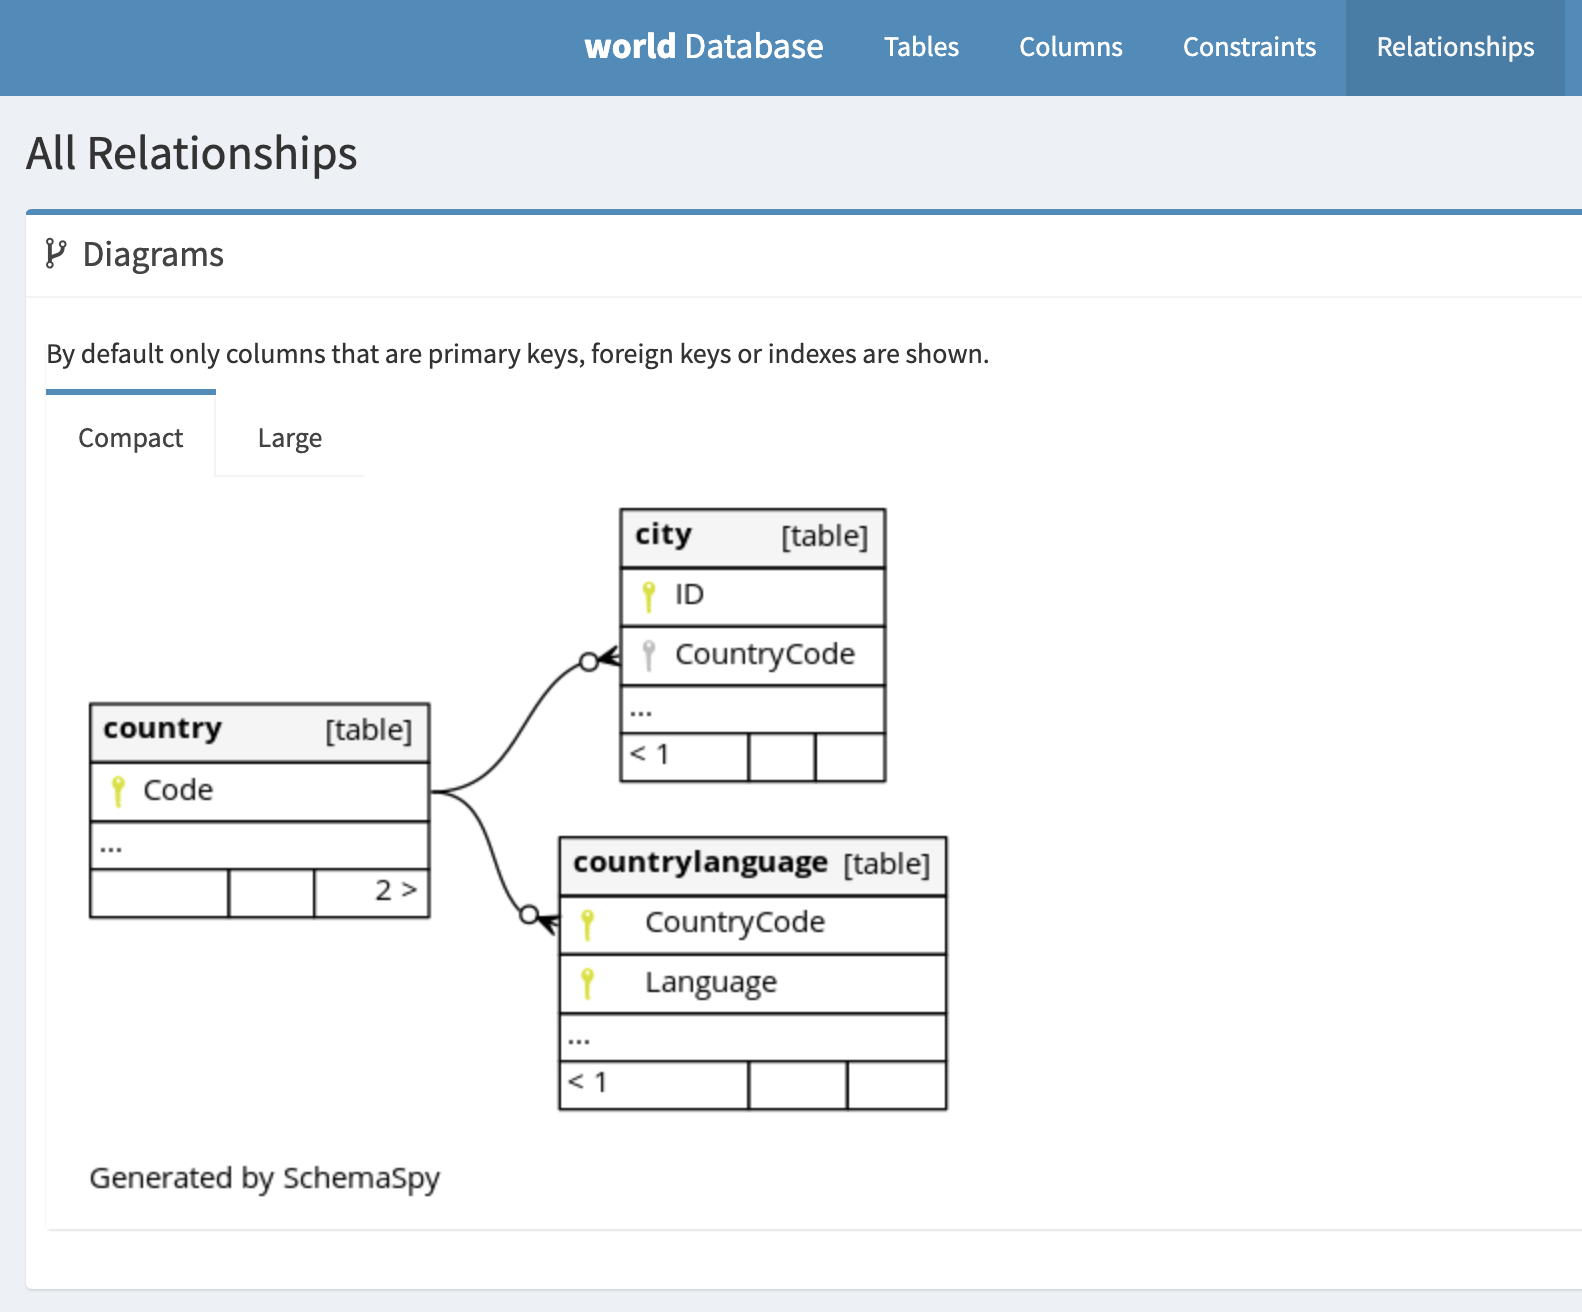 world Database Tables Columns Constraints Relationships
All Relationships
Diagrams
By default only columns that are primary keys, foreign keys or indexes are shown.
Compact Large
city [table]
ID
CountryCode
...
< 1
country [table]
Code
...
2 >
countrylanguage [table]
CountryCode
Language
...
< 1
Generated by SchemaSpy